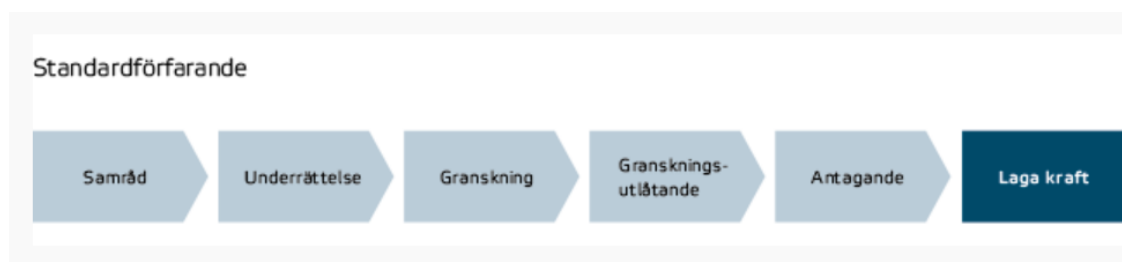 Standardförfarande
Samråd
Underrättelse
Granskning
Gransknings-
utlåtande
Antagande
Laga kraft